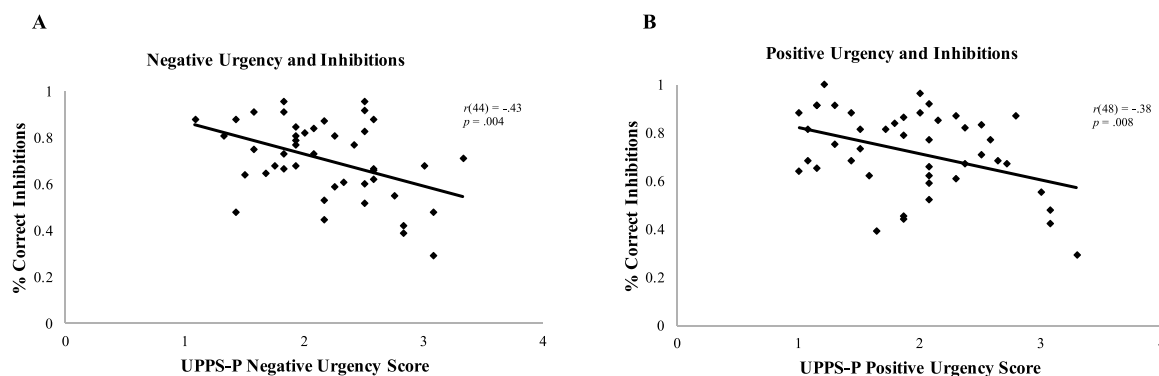 A
Negative Urgency and Inhibitions
r(44) = -.43
p = .004
% Correct Inhibitions
1
0.8
0.6
0.4
0.2
0
0
1
2
3
4
UPPS-P Negative Urgency Score
B
Positive Urgency and Inhibitions
r(48) = -.38
p = .008
% Correct Inhibitions
1
0.8
0.6
0.4
0.2
0
0
1
2
3
UPPS-P Positive Urgency Score